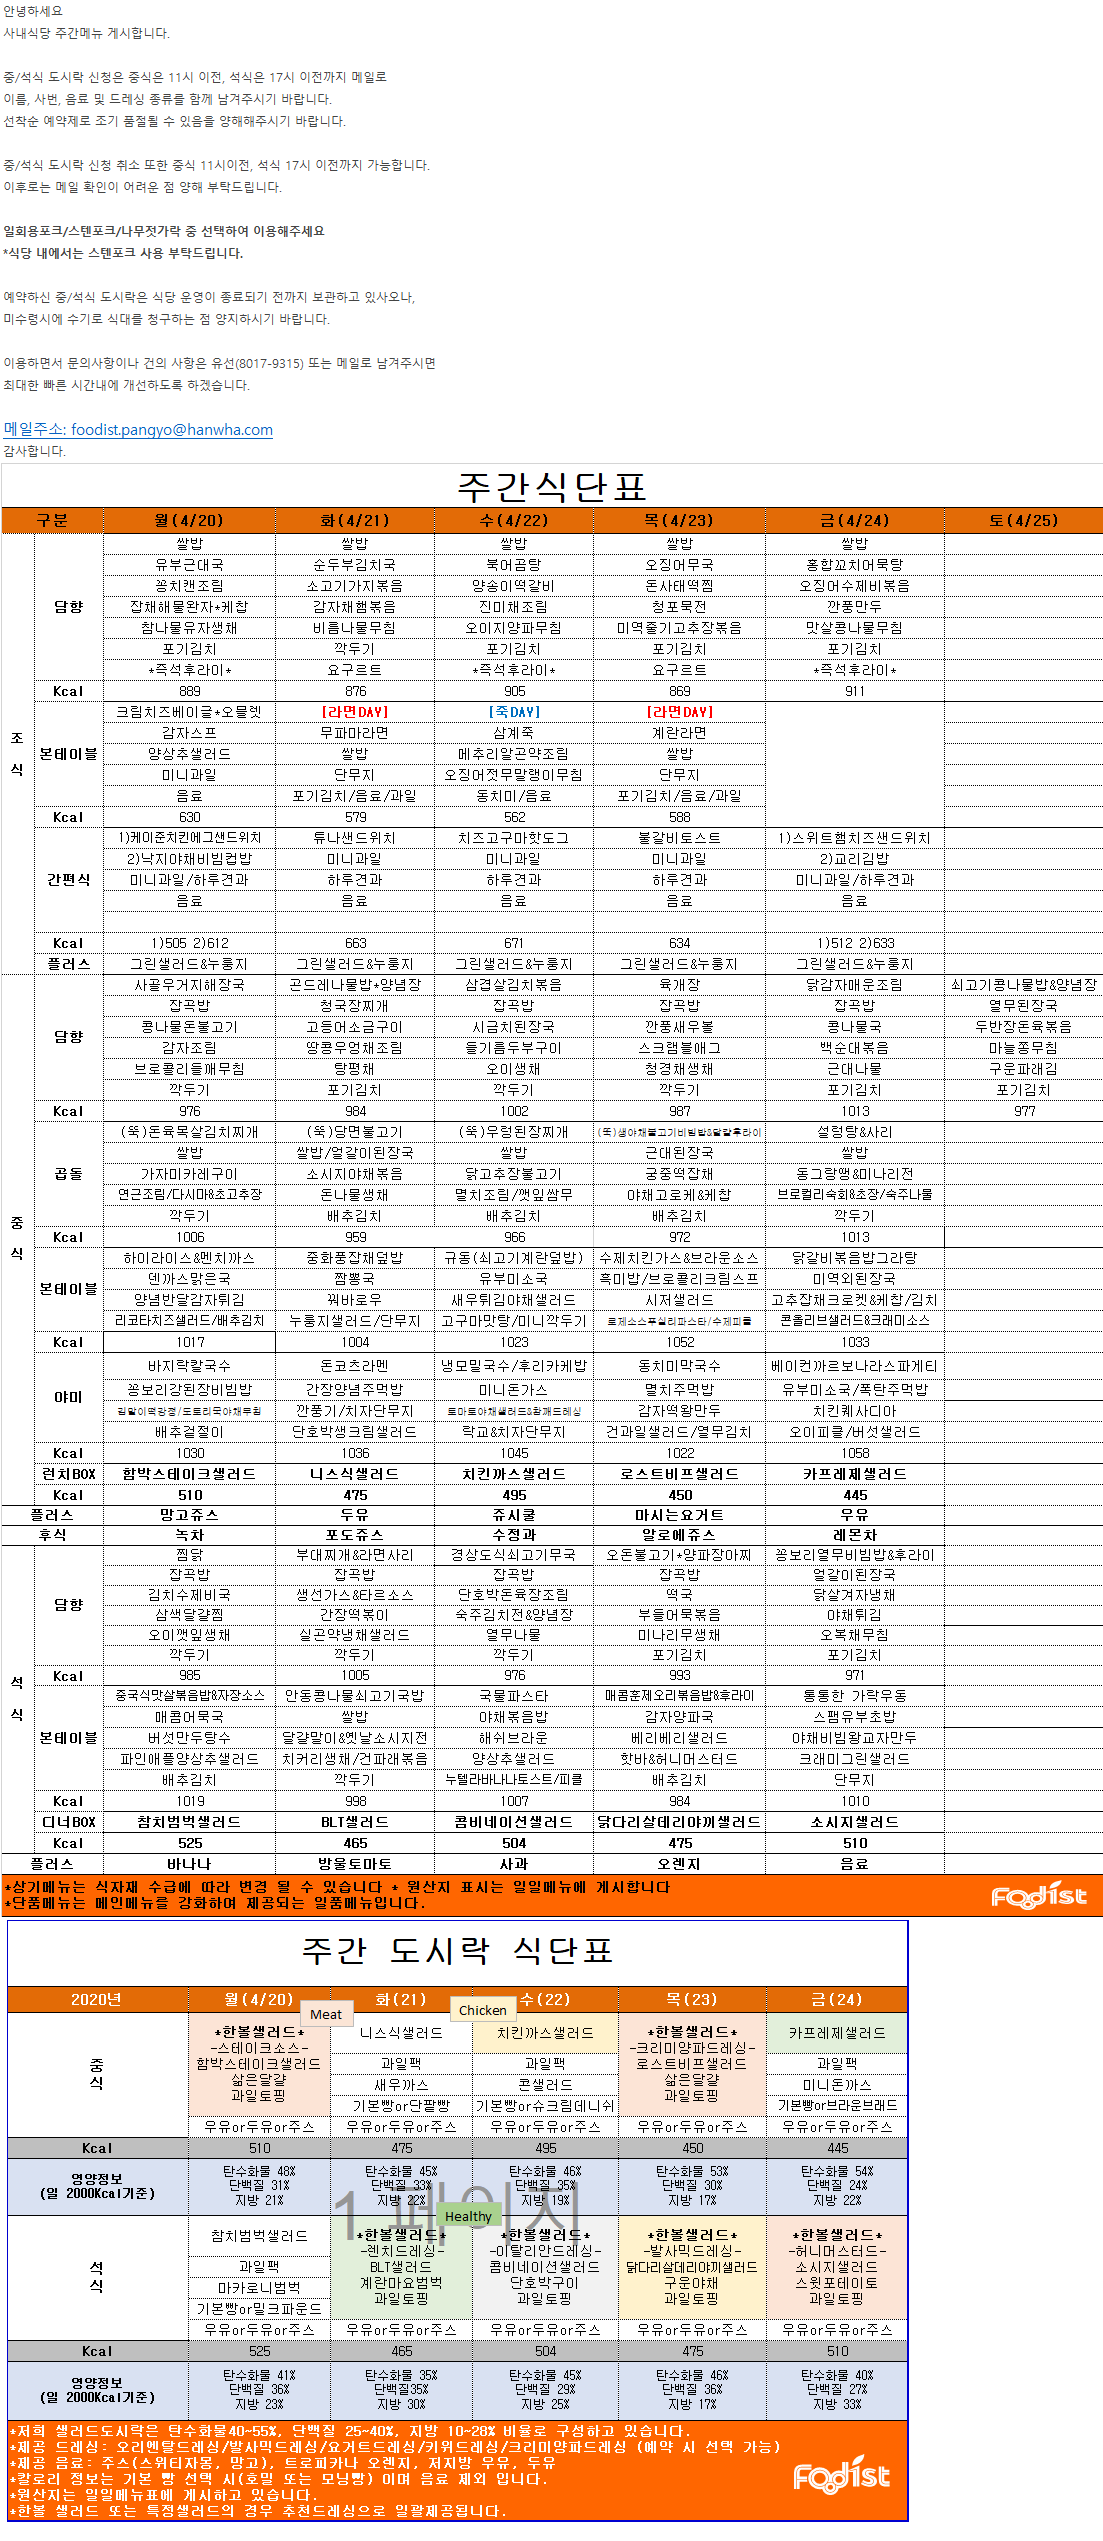 안녕하세요
사내식당 주간메뉴 게시합니다.
중/석식 도시락 신청은 중식은 11시 이전, 석식은 17시 이전까지 메일로
이름, 사번, 음료 및 드레싱 종류를 함께 남겨주시기 바랍니다.
선착순 예약제로 조기 품절될 수 있음을 양해해주시기 바랍니다.
중/석식 도시락 신청 취소 또한 중식 11시이전, 석식 17시 이전까지 가능합니다.
이후로는 메일 확인이 어려운 점 양해 부탁드립니다.
일회용포크/스텐포크/나무젓가락 중 선택하여 이용해주세요
*식당 내에서는 스텐포크 사용 부탁드립니다.
예약하신 중/석식 도시락은 식당 운영이 종료되기 전까지 보관하고 있사오나,
미수령시에 수기로 식대를 청구하는 점 양지하시기 바랍니다.
이용하면서 문의사항이나 건의 사항은 유선(8017-9315) 또는 메일로 남겨주시면
최대한 빠른 시간내에 개선하도록 하겠습니다.
메일주소: foodist.pangyo@hanwha.com
감사합니다.
주간식단표
구분 월(4/20) 화(4/21) 수(4/22) 목(4/23) 금(4/24) 토(4/25)
조식
담향
쌀밥 쌀밥 쌀밥 쌀밥 쌀밥
유부근대국 순두부김치국 북어곰탕 오징어무국 홍합꼬치어묵탕
꽁치캔조림 소고기가지볶음 양송이떡갈비 돈사태떡찜 오징어수제비볶음
잡채해물완자*케찹 감자채햄볶음 진미채조림 청포묵전 깐풍만두
참나물유자생채 비름나물무침 오이지양파무침 미역줄기고추장볶음 맛살콩나물무침
포기김치 깍두기 포기김치 포기김치 포기김치
*즉석후라이* 요구르트 *즉석후라이* 요구르트 *즉석후라이*
Kcal 889 876 905 869 911
본테이블
크림치즈베이글*오믈렛 [라면DAY] [죽DAY] [라면DAY]
감자스프 무파마라면 삼계죽 계란라면
양상추샐러드 쌀밥 메추리알곤약조림 쌀밥
미니과일 단무지 오징어젓무말랭이무침 단무지
음료 포기김치/음료/과일 동치미/음료 포기김치/음료/과일
Kcal 630 579 562 588
간편식
1)케이준치킨에그샌드위치 튜나샌드위치 치즈고구마핫도그 불갈비토스트 1)스위트햄치즈샌드위치
2)낙지야채비빔컵밥 미니과일 미니과일 미니과일 2)꼬리김밥
미니과일/하루견과 하루견과 하루견과 하루견과 미니과일/하루견과
음료 음료 음료 음료 음료
Kcal 1)505 2)612 663 671 634 1)512 2)633
플러스 그린샐러드&누룽지 그린샐러드&누룽지 그린샐러드&누룽지 그린샐러드&누룽지 그린샐러드&누룽지
중식
담향
사골우거지해장국 곤드레나물밥*양념장 삼겹살김치볶음 육개장 닭감자매운조림 쇠고기콩나물밥&양념장
잡곡밥 청국장찌개 잡곡밥 잡곡밥 잡곡밥 열무된장국
콩나물돈불고기 고등어소금구이 시금치된장국 깐풍새우볼 콩나물국 두반장돈육볶음
감자조림 땅콩우엉채조림 들기름두부구이 스크램블애그 백순대볶음 마늘쫑무침
브로콜리들깨무침 탕평채 오이생채 청경채생채 근대나물 구운파래김
깍두기 포기김치 깍두기 깍두기 포기김치 포기김치
Kcal 976 984 1002 987 1013 977
곱돌
(뚝)돈육목살김치찌개 (뚝)당면불고기 (뚝)우렁된장찌개 (뚝)생야채불고기비빔밥&달걀후라이 설렁탕&사리
쌀밥 쌀밥/얼갈이된장국 쌀밥 근대된장국 쌀밥
가자미카레구이 소시지야채볶음 닭고추장불고기 궁중떡잡채 동그랑땡&미나리전
연근조림/다시마&초고추장 돈나물생채 멸치조림/깻잎쌈무 야채고로케&케찹 브로컬리숙회&초장/숙주나물
깍두기 배추김치 배추김치 배추김치 깍두기
Kcal 1006 959 966 972 1013
본테이블
하이라이스&멘치까스 중화풍잡채덮밥 규동(쇠고기계란덮밥) 수제치킨가스&브라운소스 닭갈비볶음밥그라탕
덴까스맑은국 짬뽕국 유부미소국 흑미밥/브로콜리크림스프 미역외된장국
양념반달감자튀김 꿔바로우 새우튀김야채샐러드 시저샐러드 고추잡채크로켓&케찹/김치
리코타치즈샐러드/배추김치 누룽지샐러드/단무지 고구마맛탕/미니깍두기 로제소스푸실리파스타/수제피클 콘올리브샐러드&크래미소스
Kcal 1017 1004 1023 1052 1033
야미
바지락칼국수 돈코츠라멘 냉모밀국수/후리카케밥 동치미막국수 베이컨까르보나라스파게티
꽁보리강된장비빔밥 간장양념주먹밥 미니돈가스 멸치주먹밥 유부미소국/폭탄주먹밥
김말이떡강정/도토리묵야채무침 깐풍기/치자단무지 토마토야채샐러드&참깨드레싱 감자떡왕만두 치킨퀘사디아
배추겉절이 단호박생크림샐러드 락교&치자단무지 건과일샐러드/열무김치 오이피클/버섯샐러드
Kcal 1030 1036 1045 1022 1058
런치BOX 함박스테이크샐러드 니스식샐러드 치킨까스샐러드 로스트비프샐러드 카프레제샐러드
Kcal 510 475 495 450 445
플러스 망고쥬스 두유 쥬시쿨 마시는요거트 우유
후식 녹차 포도쥬스 수정과 알로에쥬스 레몬차
석식
담향
찜닭 부대찌개&라면사리 경상도식쇠고기무국 오돈불고기*양파장아찌 꽁보리열무비빔밥&후라이
잡곡밥 잡곡밥 잡곡밥 잡곡밥 얼갈이된장국
김치수제비국 생선가스&타르소스 단호박돈육장조림 떡국 닭살겨자냉채
삼색달걀찜 간장떡볶이 숙주김치전&양념장 부들어묵볶음 야채튀김
오이깻잎생채 실곤약냉채샐러드 열무나물 미나리무생채 오복채무침
깍두기 깍두기 깍두기 포기김치 포기김치
Kcal 985 1005 976 993 971
본테이블
중국식맛살볶음밥&자장소스 안동콩나물쇠고기국밥 국물파스타 매콤훈제오리볶음밥&후라이 통통한 가락우동
매콤어묵국 쌀밥 야채볶음밥 감자양파국 스팸유부초밥
버섯만두탕수 달걀말이&옛날소시지전 해쉬브라운 베리베리샐러드 야채비빔왕교자만두
파인애플양상추샐러드 치커리생채/건파래볶음 양상추샐러드 핫바&허니머스터드 크래미그린샐러드
배추김치 깍두기 누텔라바나나토스트/피클 배추김치 단무지
Kcal 1019 998 1007 984 1010
디너BOX 참치범벅샐러드 BLT샐러드 콤비네이션샐러드 닭다리살데리야끼샐러드 소시지샐러드
Kcal 525 465 504 475 510
플러스 바나나 방울토마토 사과 오렌지 음료
*상기메뉴는 식자재 수급에 따라 변경 될 수 있습니다 * 원산지 표시는 일일메뉴에 게시합니다
*단품메뉴는 메인메뉴를 강화하여 제공되는 일품메뉴입니다.
Foodist
주간 도시락 식단표
2020년 월(4/20) 화(21) 수(22) 목(23) 금(24)
Meat Chicken
중식
*한볼샐러드* 니스식샐러드 치킨까스샐러드 *한볼샐러드* 카프레제샐러드
-스테이크소스- -크리미양파드레싱-
함박스테이크샐러드 과일팩 과일팩 로스트비프샐러드 과일팩
삶은달걀 새우까스 콘샐러드 삶은달걀 미니돈까스
과일토핑 기본빵or단팥빵 기본빵or슈크림데니쉬 과일토핑 기본빵or브라운브래드
우유or두유or주스 우유or두유or주스 우유or두유or주스 우유or두유or주스 우유or두유or주스
Kcal 510 475 495 450 445
영양정보
(일 2000Kcal기준)
탄수화물 48% 탄수화물 45% 탄수화물 46% 탄수화물 53% 탄수화물 54%
단백질 31% 단백질 33% 단백질 35% 단백질 30% 단백질 24%
지방 21% 지방 22% 지방 19% 지방 17% 지방 22%
1 페이지
Healthy
석식
참치범벅샐러드 *한볼샐러드* *한볼샐러드* *한볼샐러드* *한볼샐러드*
-렌치드레싱- -이탈리안드레싱- -발사믹드레싱- -허니머스터드-
과일팩 BLT샐러드 콤비네이션샐러드 닭다리살데리야끼샐러드 소시지샐러드
마카로니범벅 계란마요범벅 단호박구이 구운야채 스윗포테이토
기본빵or밀크파운드 과일토핑 과일토핑 과일토핑 과일토핑
우유or두유or주스 우유or두유or주스 우유or두유or주스 우유or두유or주스 우유or두유or주스
Kcal 525 465 504 475 510
영양정보
(일 2000Kcal기준)
탄수화물 41% 탄수화물 35% 탄수화물 45% 탄수화물 46% 탄수화물 40%
단백질 36% 단백질35% 단백질 29% 단백질 36% 단백질 27%
지방 23% 지방 30% 지방 25% 지방 17% 지방 33%
*저희 샐러드도시락은 탄수화물40~55%, 단백질 25~40%, 지방 10~28% 비율로 구성하고 있습니다.
*제공 드레싱: 오리엔탈드레싱/발사믹드레싱/요거트드레싱/키위드레싱/크리미양파드레싱 (예약 시 선택 가능)
*제공 음료: 주스(스위티자몽, 망고), 트로피카나 오렌지, 저지방 우유, 두유
*칼로리 정보는 기본 빵 선택 시(호밀 또는 모닝빵) 이며 음료 제외 입니다.
*원산지는 일일메뉴표에 게시하고 있습니다.
*한볼 샐러드 또는 특정샐러드의 경우 추천드레싱으로 일괄제공됩니다.
Foodist